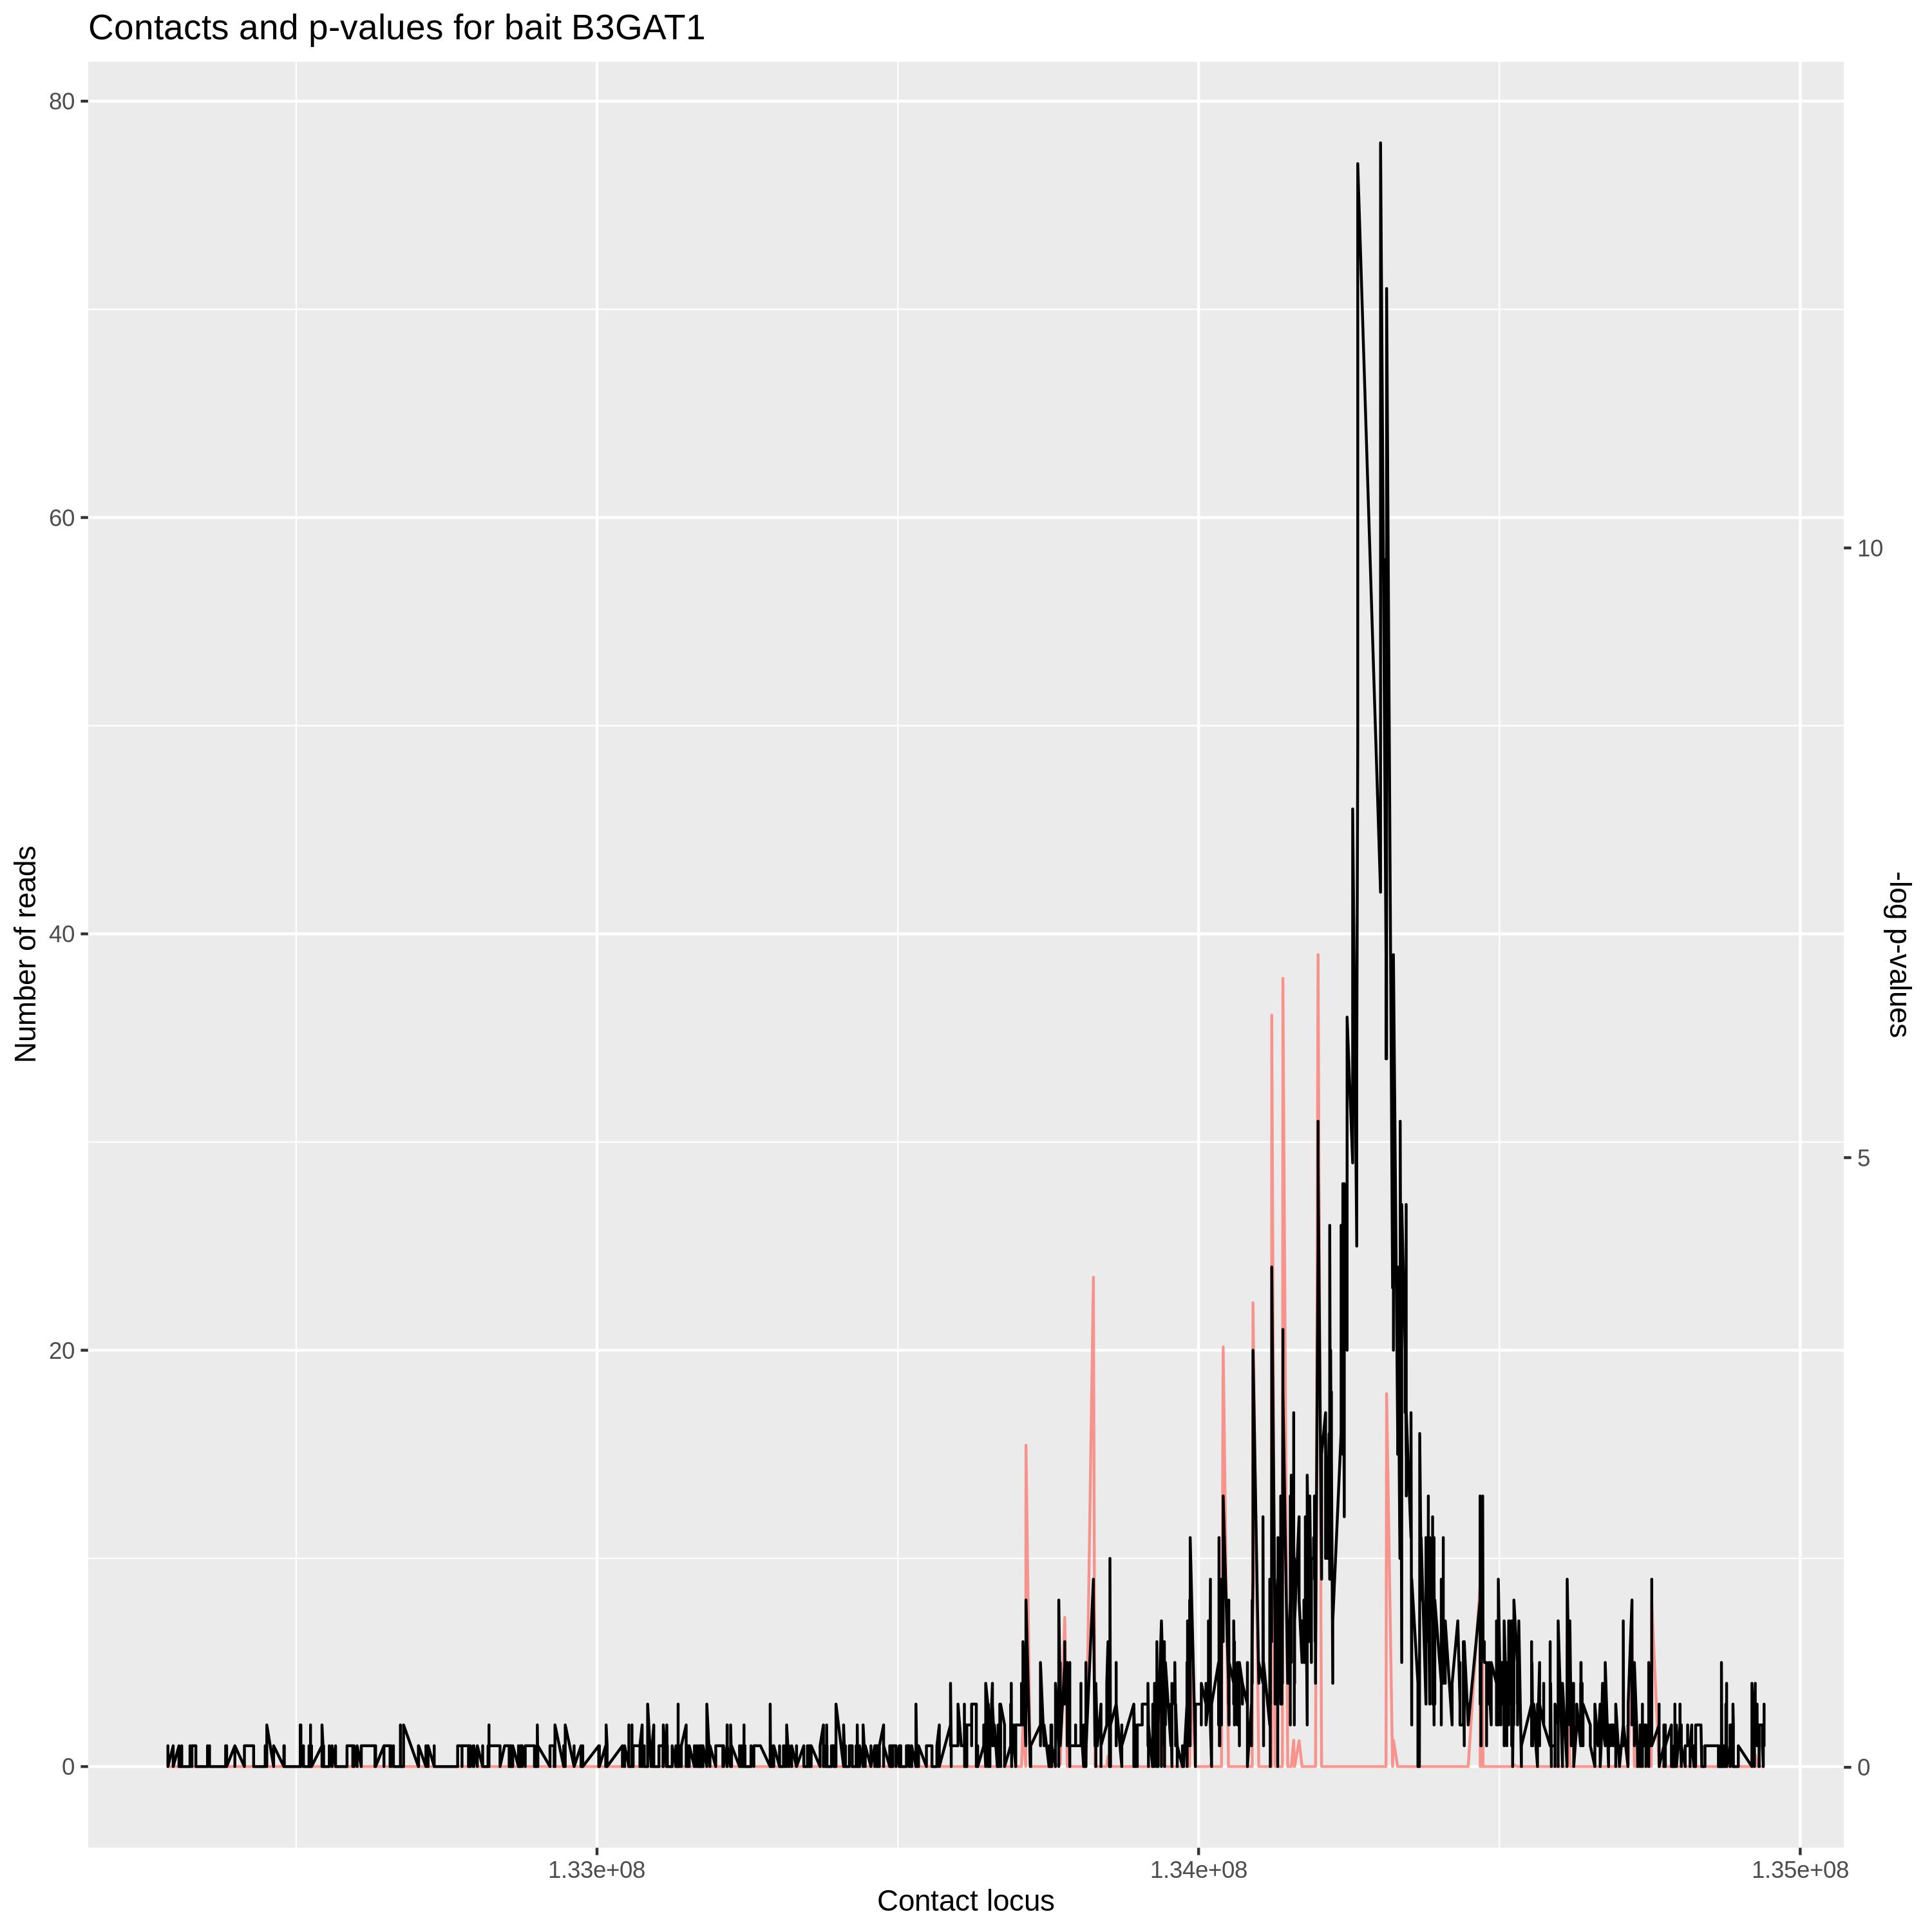 Contacts and p-values for bait B3GAT1
80
60
40
20
0
Number of reads
10
5
0
-log p-values
1.33e+08
1.34e+08
1.35e+08
Contact locus